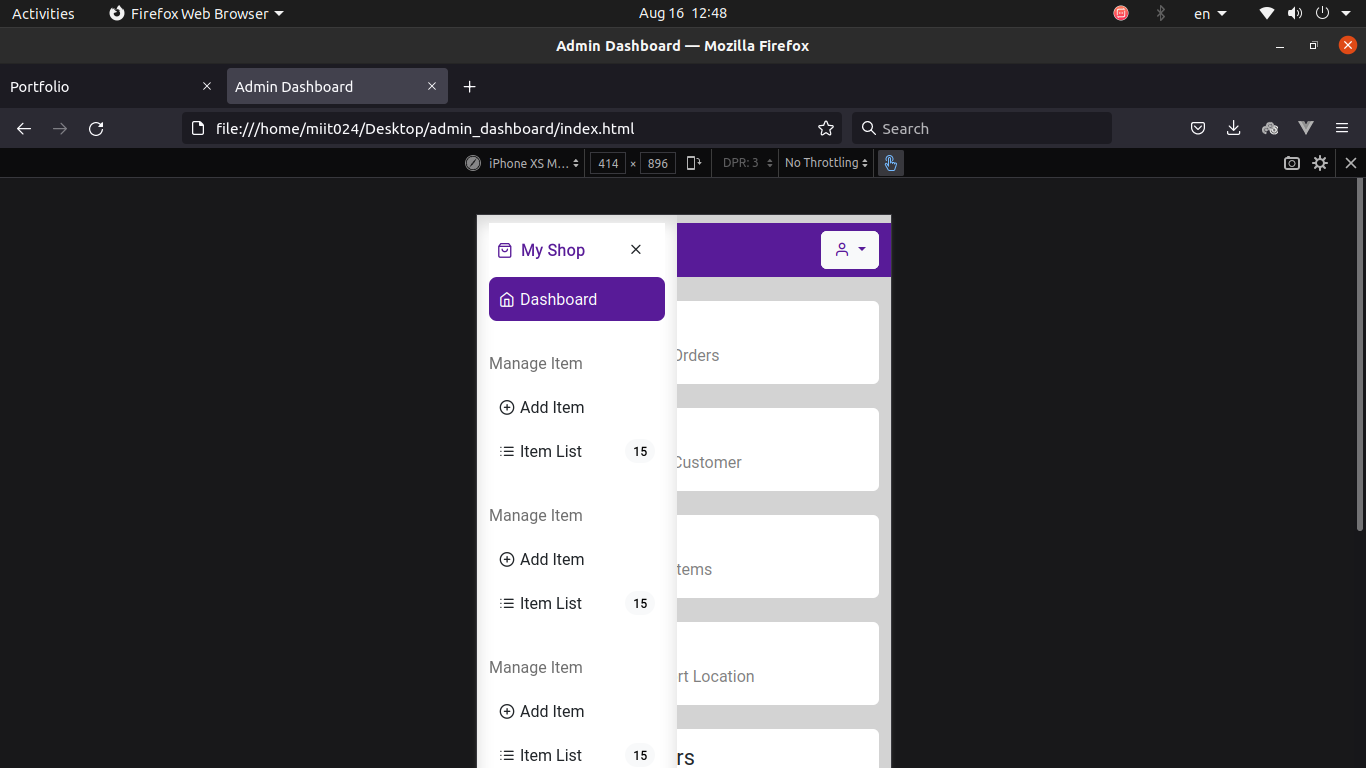 Activities Firefox Web Browser Aug 16 12:48 en
Admin Dashboard — Mozilla Firefox
Portfolio Admin Dashboard
file:///home/miit024/Desktop/admin_dashboard/index.html Search
iPhone XS M... 414 × 896 DPR: 3 No Throttling
My Shop
Dashboard
Manage Item
Orders
Add Item
Item List 15
Customer
Manage Item
Add Item
tems
Item List 15
Manage Item
rt Location
Add Item
Item List 15
rs